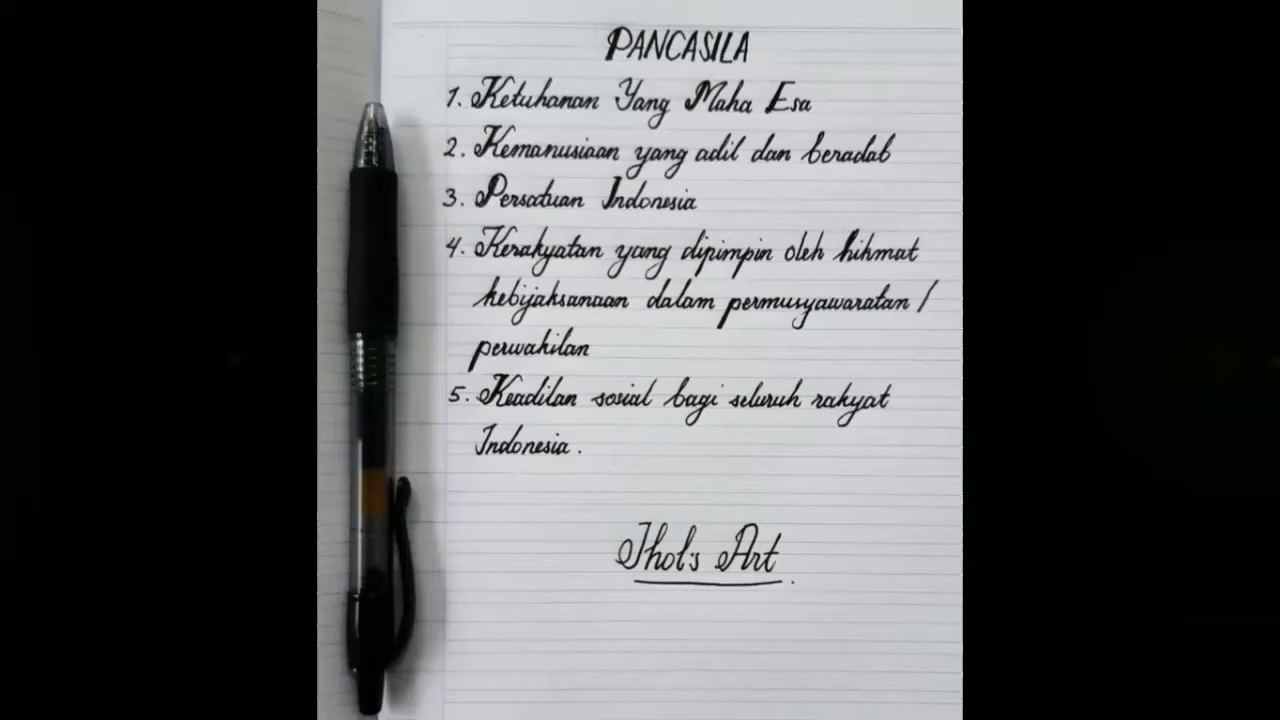 PANCASILA
1. Ketuhanan Yang Maha Esa
2. Kemanusiaan yang adil dan beradab
3. Persatuan Indonesia
4. Kerakyatan yang dipimpin oleh hikmat
kebijaksanaan dalam permusyawaratan /
perwakilan
5. Keadilan sosial bagi seluruh rakyat
Indonesia.
Jhol's Art